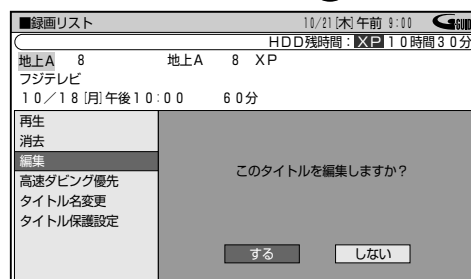 ■録画リスト 10/21[木]午前 9:00 GGUIDE
HDD残時間：XP 10時間30分
地上A 8 地上A 8 XP
フジテレビ
10／18[月]午後10:00 60分
再生
消去
編集
高速ダビング優先
タイトル名変更
タイトル保護設定
このタイトルを編集しますか？
する しない